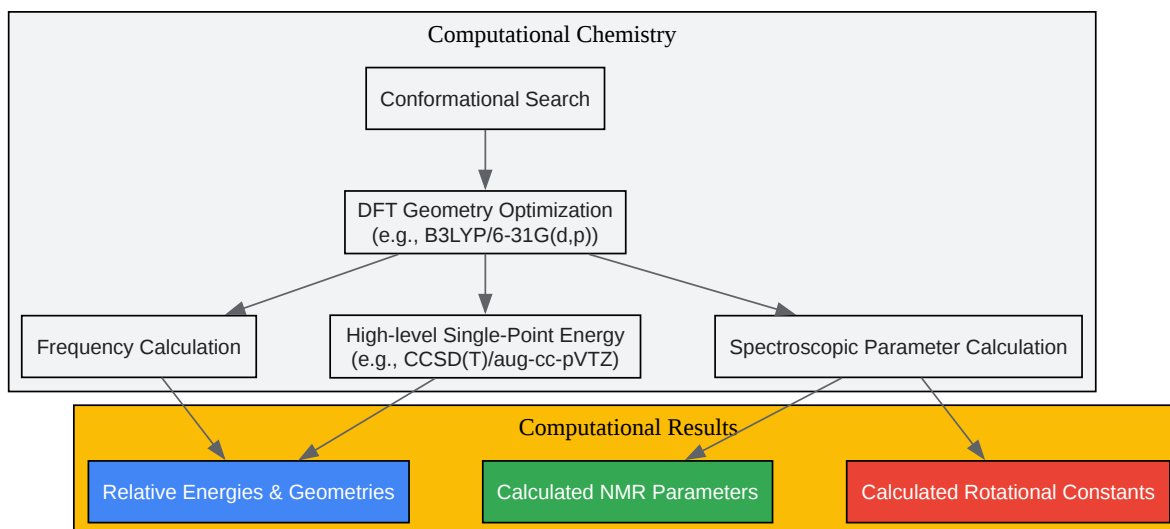 Computational Chemistry
Conformational Search
DFT Geometry Optimization
(e.g., B3LYP/6-31G(d,p))
Frequency Calculation
High-level Single-Point Energy
(e.g., CCSD(T)/aug-cc-pVTZ)
Spectroscopic Parameter Calculation
Computational Results
Relative Energies & Geometries
Calculated NMR Parameters
Calculated Rotational Constants